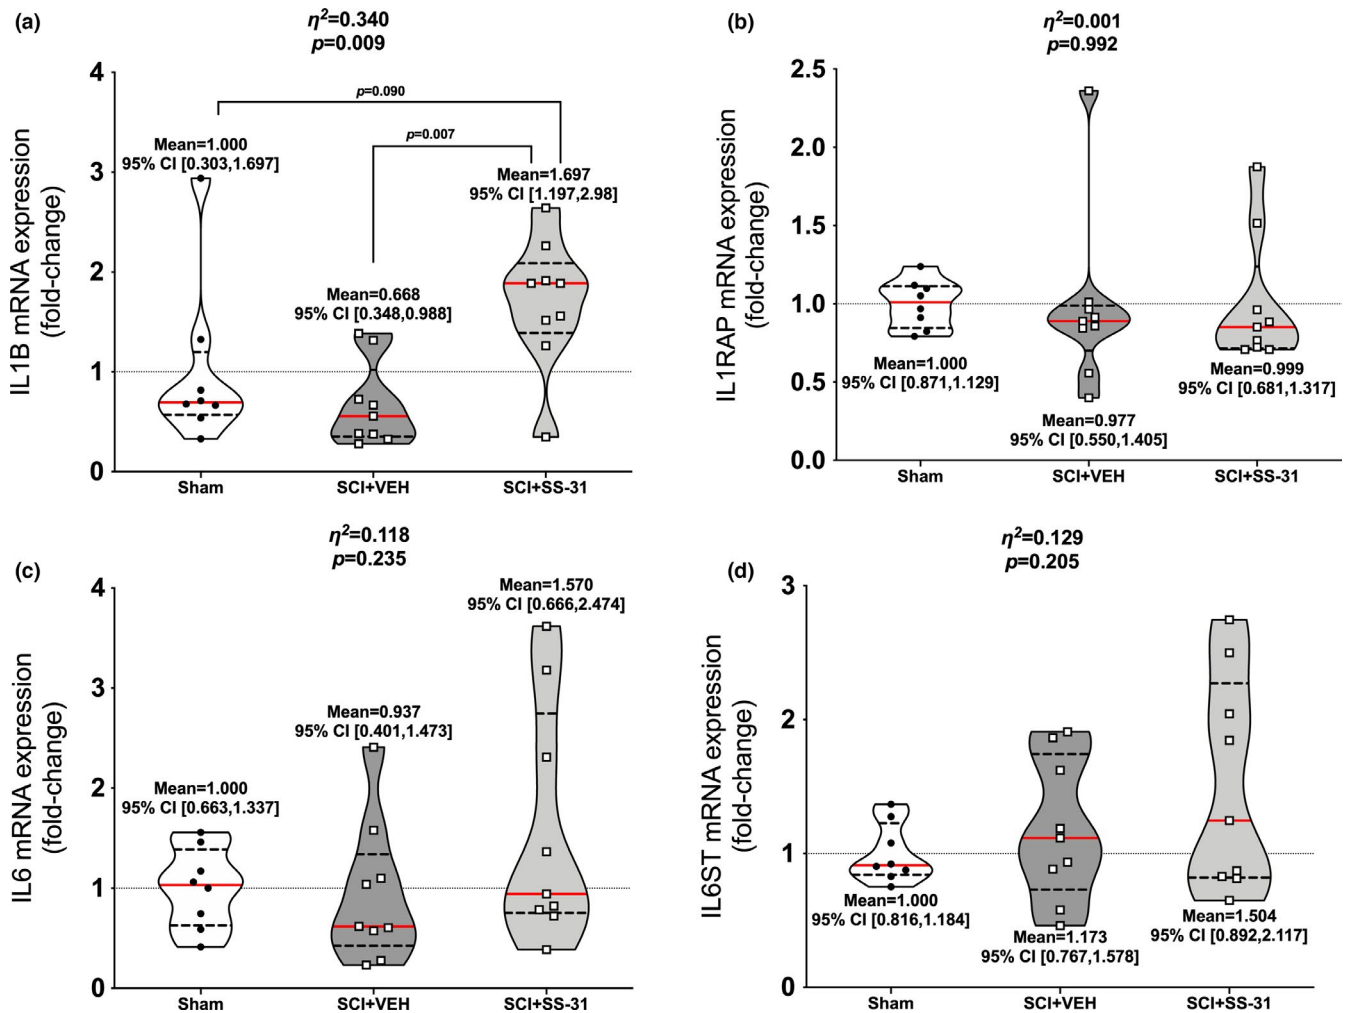 (a)
η²=0.340
p=0.009
4
3
2
1
0
IL1B mRNA expression
(fold-change)
p=0.090
p=0.007
Mean=1.000
95% CI [0.303,1.697]
Mean=0.668
95% CI [0.348,0.988]
Mean=1.697
95% CI [1.197,2.98]
Sham
SCI+VEH
SCI+SS-31
(b)
η²=0.001
p=0.992
2.5
2.0
1.5
1.0
0.5
0.0
IL1RAP mRNA expression
(fold-change)
Mean=1.000
95% CI [0.871,1.129]
Mean=0.977
95% CI [0.550,1.405]
Mean=0.999
95% CI [0.681,1.317]
Sham
SCI+VEH
SCI+SS-31
(c)
η²=0.118
p=0.235
4
3
2
1
0
IL6 mRNA expression
(fold-change)
Mean=1.000
95% CI [0.663,1.337]
Mean=0.937
95% CI [0.401,1.473]
Mean=1.570
95% CI [0.666,2.474]
Sham
SCI+VEH
SCI+SS-31
(d)
η²=0.129
p=0.205
3
2
1
0
IL6ST mRNA expression
(fold-change)
Mean=1.000
95% CI [0.816,1.184]
Mean=1.173
95% CI [0.767,1.578]
Mean=1.504
95% CI [0.892,2.117]
Sham
SCI+VEH
SCI+SS-31